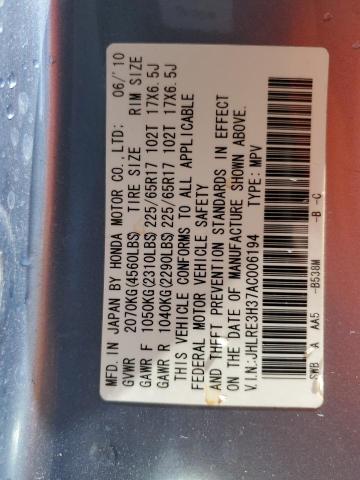 MFD. IN JAPAN BY HONDA MOTOR CO., LTD: 06/'10
GVWR 2070KG(4560LBS) TIRE SIZE RIM SIZE
GAWR F 1050KG(2310LBS) 225/65R17 102T 17X6.5J
GAWR R 1040KG(2290LBS) 225/65R17 102T 17X6.5J
THIS VEHICLE CONFORMS TO ALL APPLICABLE
FEDERAL MOTOR VEHICLE SAFETY
AND THEFT PREVENTION STANDARDS IN EFFECT
ON THE DATE OF MANUFACTURE SHOWN ABOVE.
V.I.N:JHLRE3H37AC006194 TYPE: MPV
SWB A AA5 -B538M -B -C